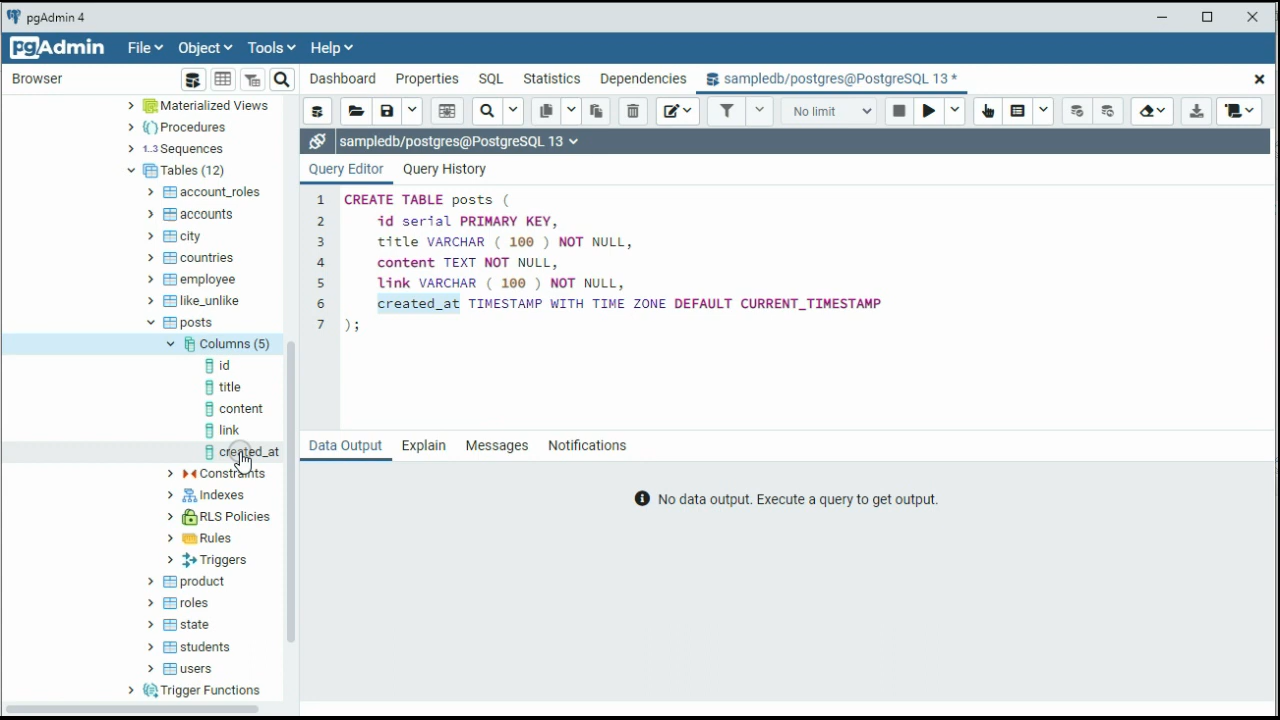 pgAdmin 4
pgAdmin File Object Tools Help
Browser
Dashboard Properties SQL Statistics Dependencies sampledb/postgres@PostgreSQL 13 *
No limit
sampledb/postgres@PostgreSQL 13
Query Editor Query History
Materialized Views
Procedures
1..3 Sequences
Tables (12)
account_roles
accounts
city
countries
employee
like_unlike
posts
Columns (5)
id
title
content
link
created_at
Constraints
Indexes
RLS Policies
Rules
Triggers
product
roles
state
students
users
Trigger Functions
1 CREATE TABLE posts (
2 id serial PRIMARY KEY,
3 title VARCHAR ( 100 ) NOT NULL,
4 content TEXT NOT NULL,
5 link VARCHAR ( 100 ) NOT NULL,
6 created_at TIMESTAMP WITH TIME ZONE DEFAULT CURRENT_TIMESTAMP
7 );
Data Output Explain Messages Notifications
No data output. Execute a query to get output.